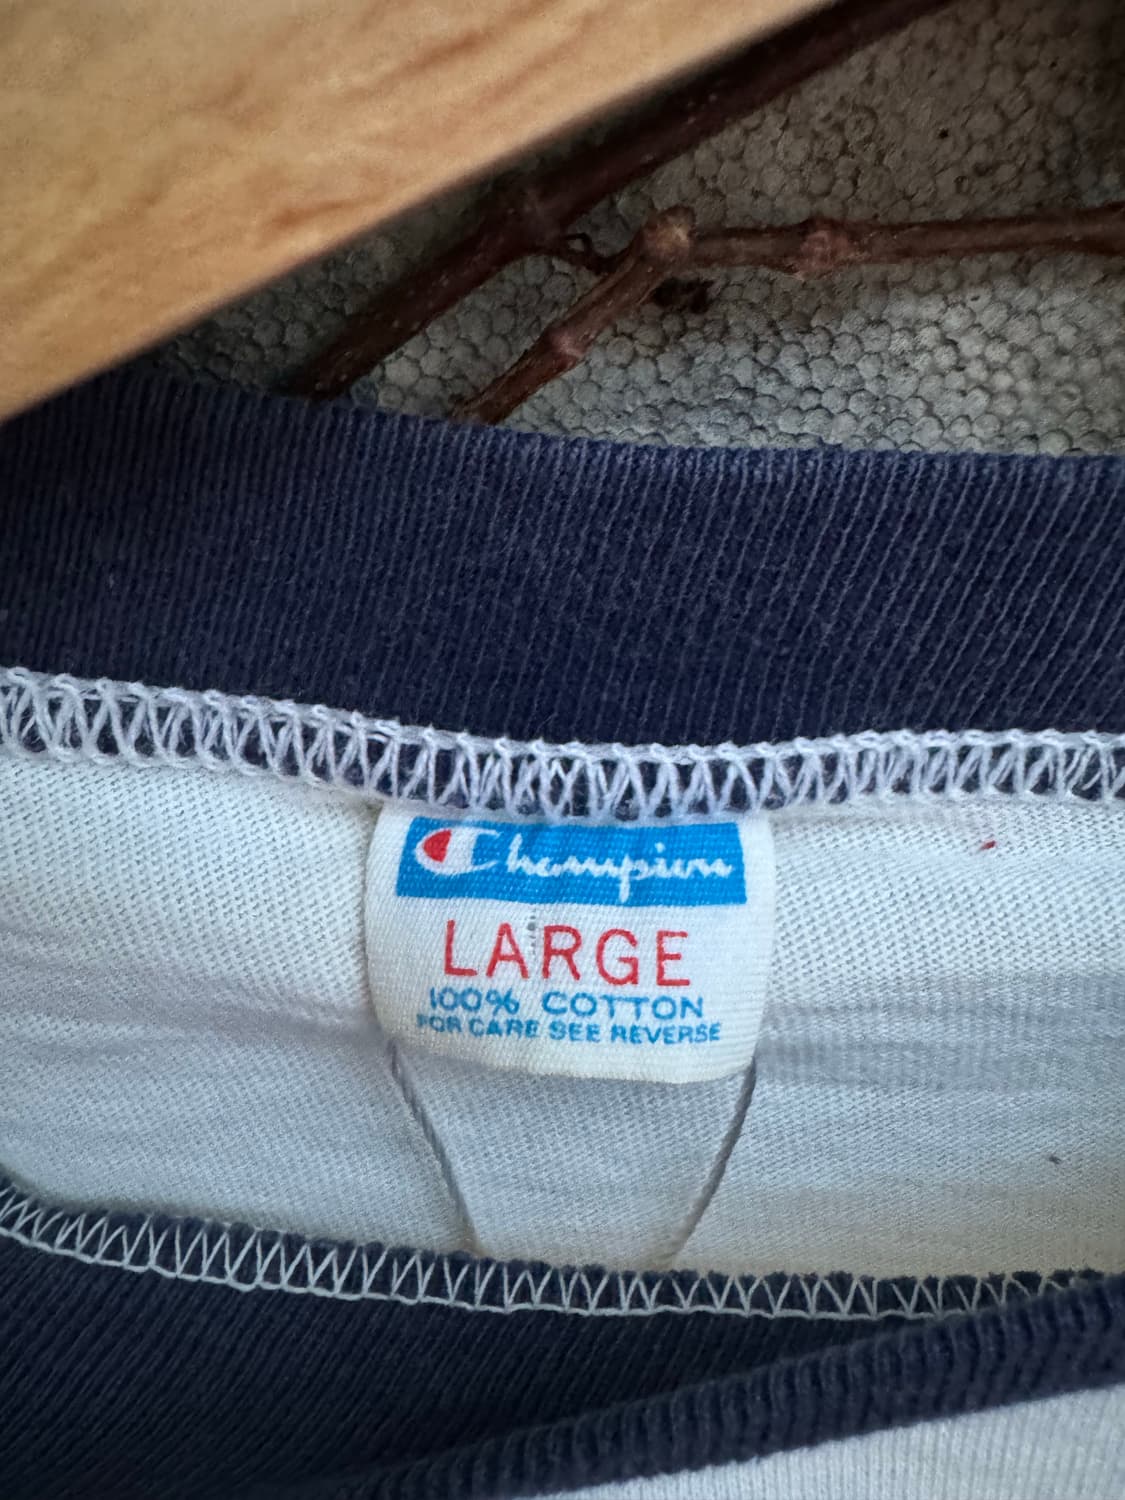 Champion
LARGE
100% COTTON
FOR CARE SEE REVERSE